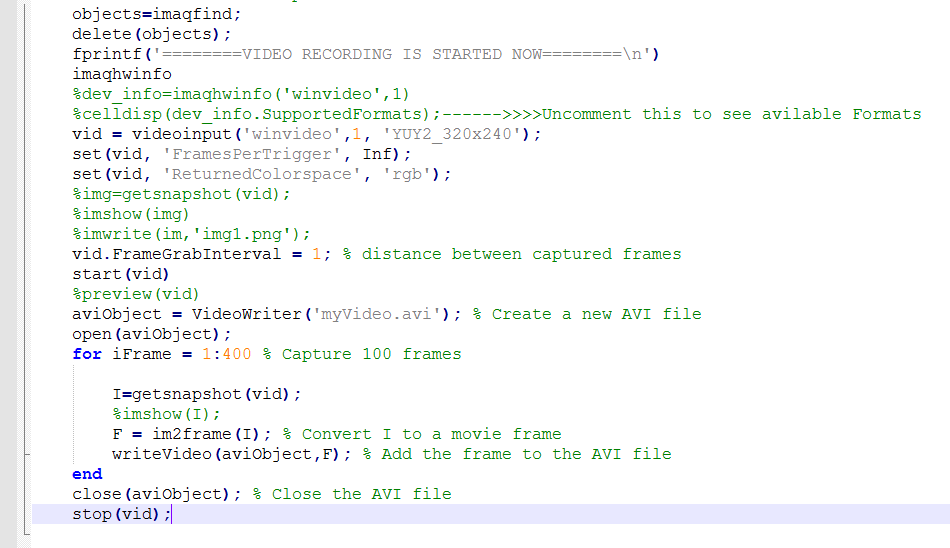 objects=imaqfind;
delete(objects);
fprintf('========VIDEO RECORDING IS STARTED NOW========\n')
imaqhwinfo
%dev_info=imaqhwinfo('winvideo',1)
%celldisp(dev_info.SupportedFormats);------>>>>Uncomment this to see avilable Formats
vid = videoinput('winvideo',1, 'YUY2_320x240');
set(vid, 'FramesPerTrigger', Inf);
set(vid, 'ReturnedColorspace', 'rgb');
%img=getsnapshot(vid);
%imshow(img)
%imwrite(im,'img1.png');
vid.FrameGrabInterval = 1; % distance between captured frames
start(vid)
%preview(vid)
aviObject = VideoWriter('myVideo.avi'); % Create a new AVI file
open(aviObject);
for iFrame = 1:400 % Capture 100 frames
I=getsnapshot(vid);
%imshow(I);
F = im2frame(I); % Convert I to a movie frame
writeVideo(aviObject,F); % Add the frame to the AVI file
end
close(aviObject); % Close the AVI file
stop(vid);